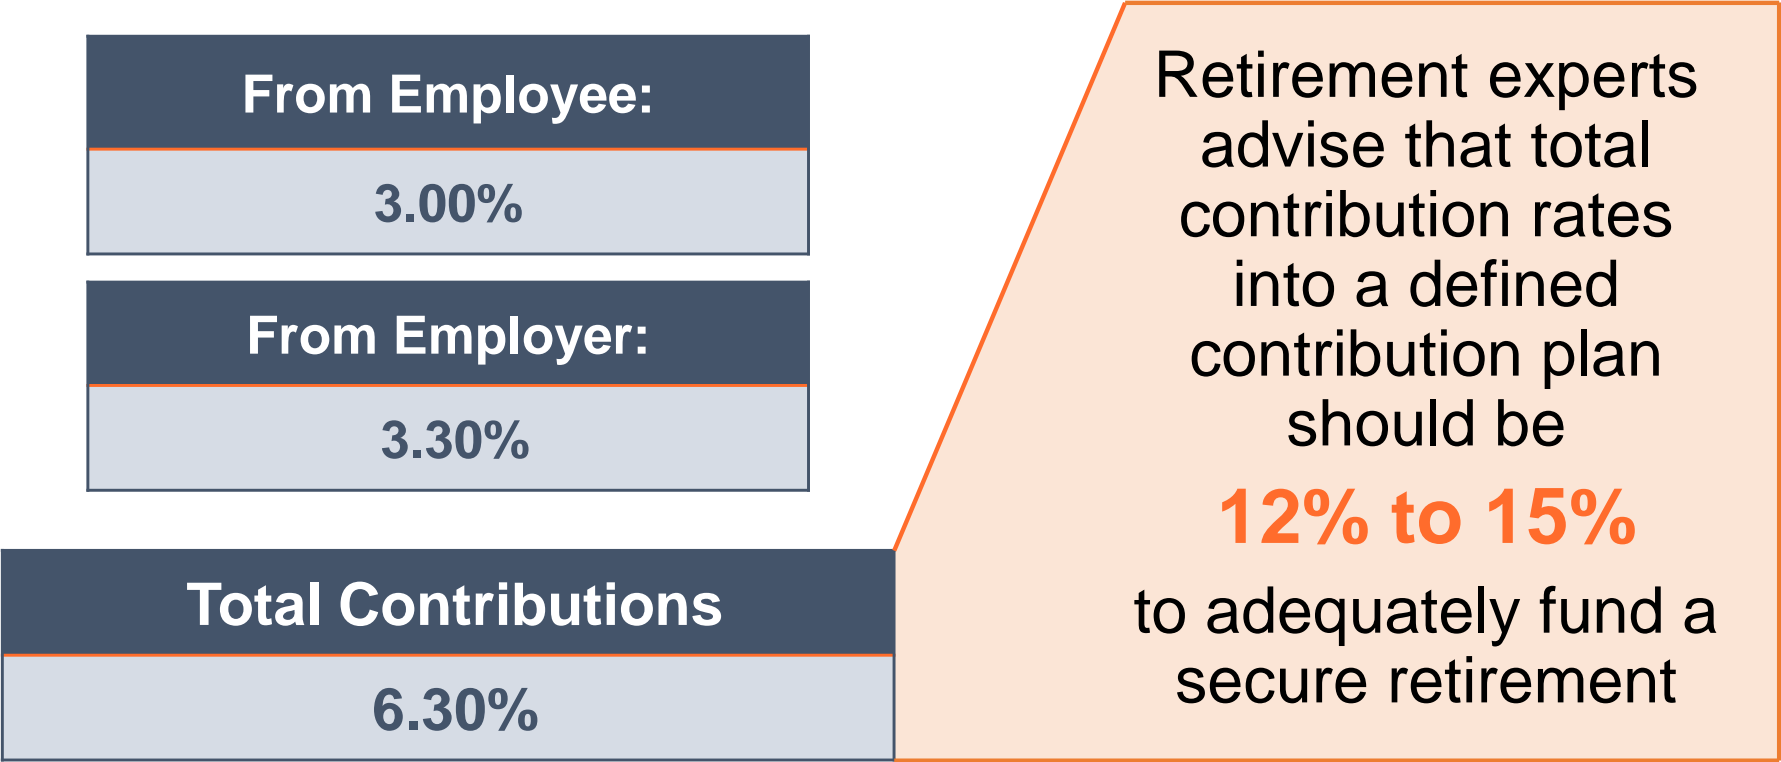 From Employee:
3.00%
From Employer:
3.30%
Total Contributions
6.30%
Retirement experts
advise that total
contribution rates
into a defined
contribution plan
should be
12% to 15%
to adequately fund a
secure retirement